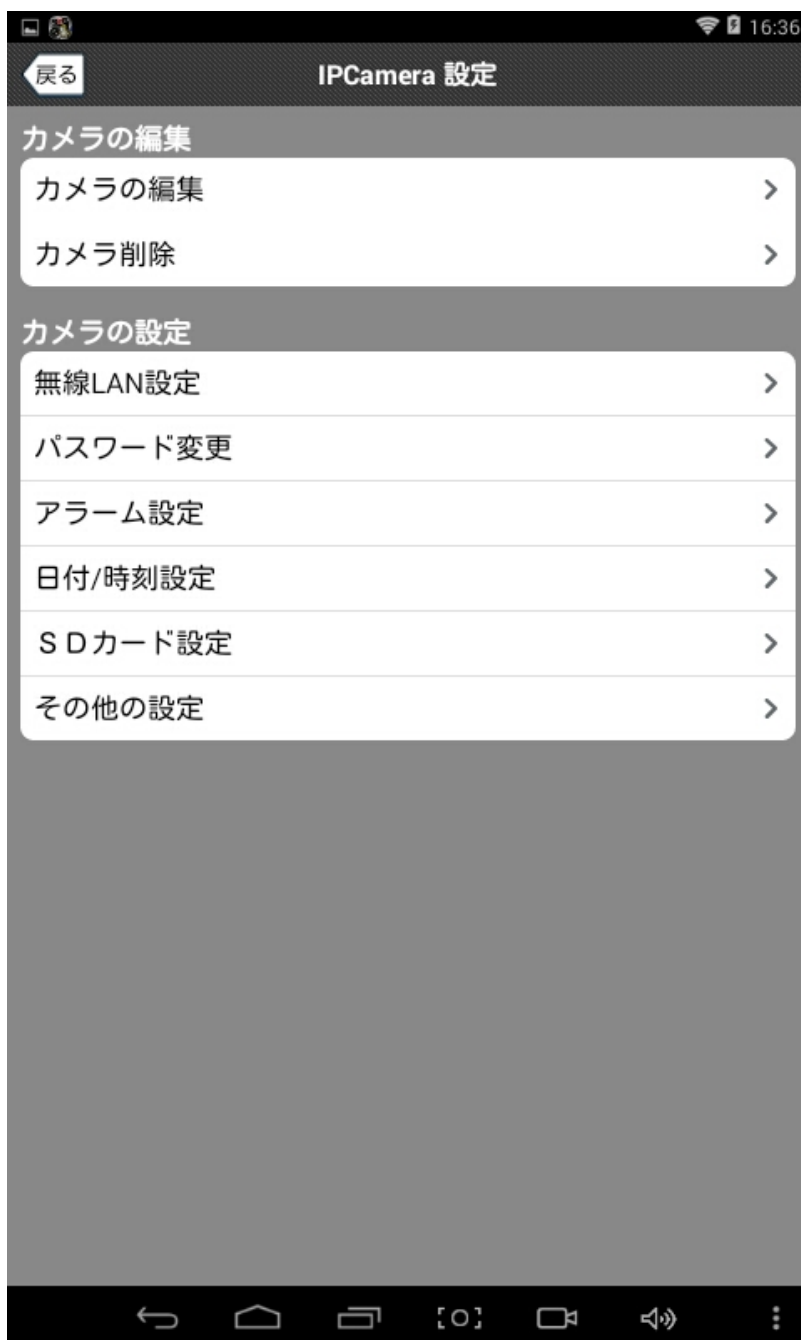 16:36
戻る
IPCamera 設定
カメラの編集
カメラの編集
カメラ削除
カメラの設定
無線LAN設定
パスワード変更
アラーム設定
日付/時刻設定
ＳＤカード設定
その他の設定